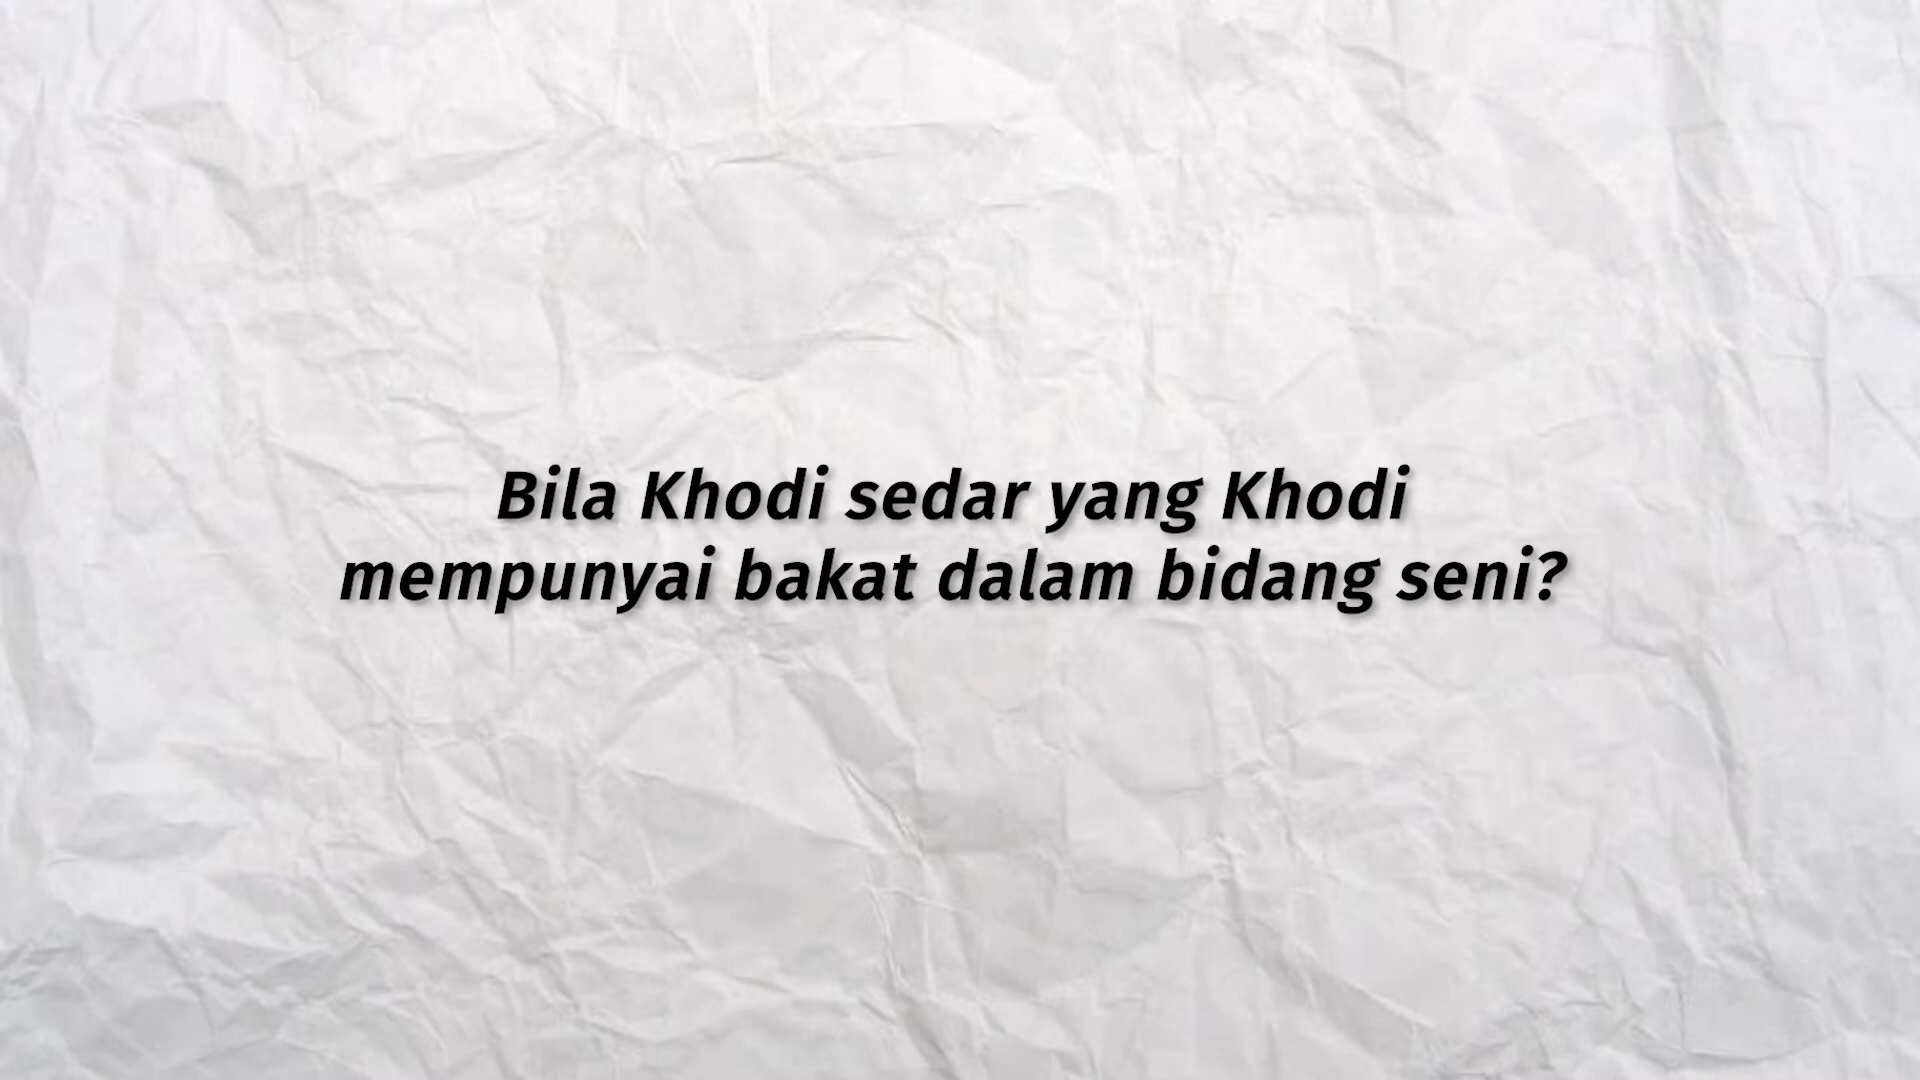 Bila Khodi sedar yang Khodi
mempunyai bakat dalam bidang seni?